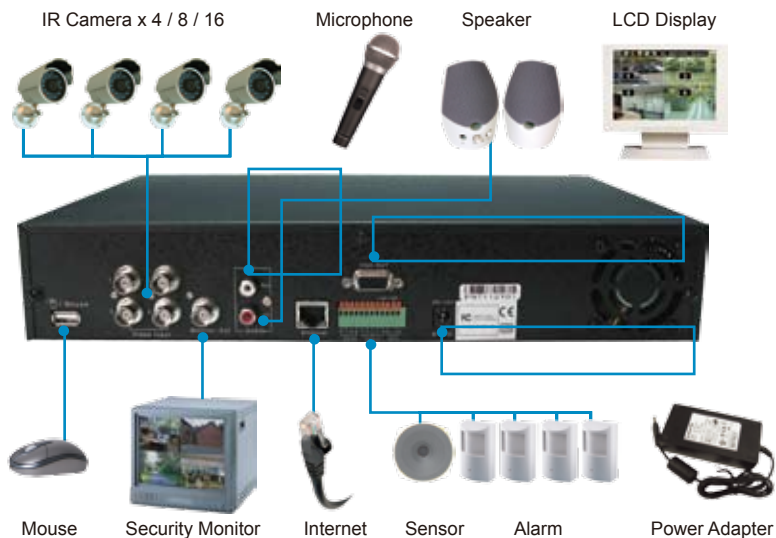 IR Camera x 4 / 8 / 16
Microphone
Speaker
LCD Display
Mouse
Security Monitor
Internet
Sensor
Alarm
Power Adapter